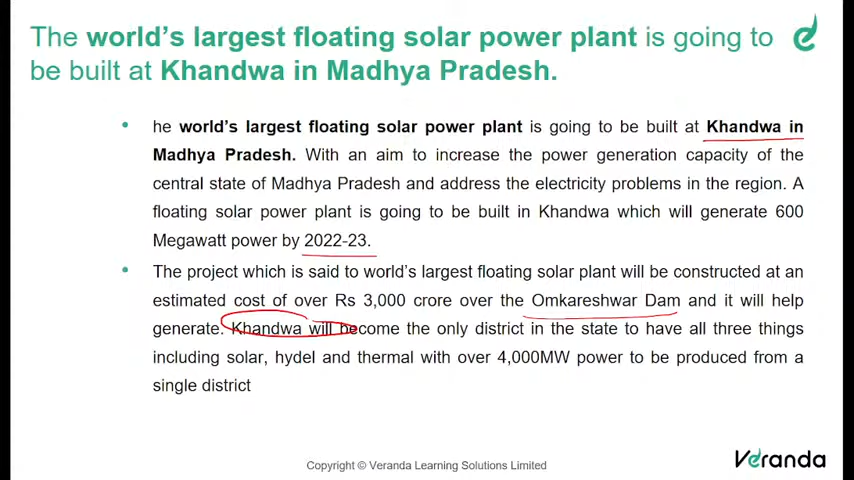 The world's largest floating solar power plant is going to
be built at Khandwa in Madhya Pradesh.
• he world's largest floating solar power plant is going to be built at Khandwa in
Madhya Pradesh. With an aim to increase the power generation capacity of the
central state of Madhya Pradesh and address the electricity problems in the region. A
floating solar power plant is going to be built in Khandwa which will generate 600
Megawatt power by 2022-23.
• The project which is said to world's largest floating solar plant will be constructed at an
estimated cost of over Rs 3,000 crore over the Omkareshwar Dam and it will help
generate. Khandwa will become the only district in the state to have all three things
including solar, hydel and thermal with over 4,000MW power to be produced from a
single district
Copyright © Veranda Learning Solutions Limited
Veranda